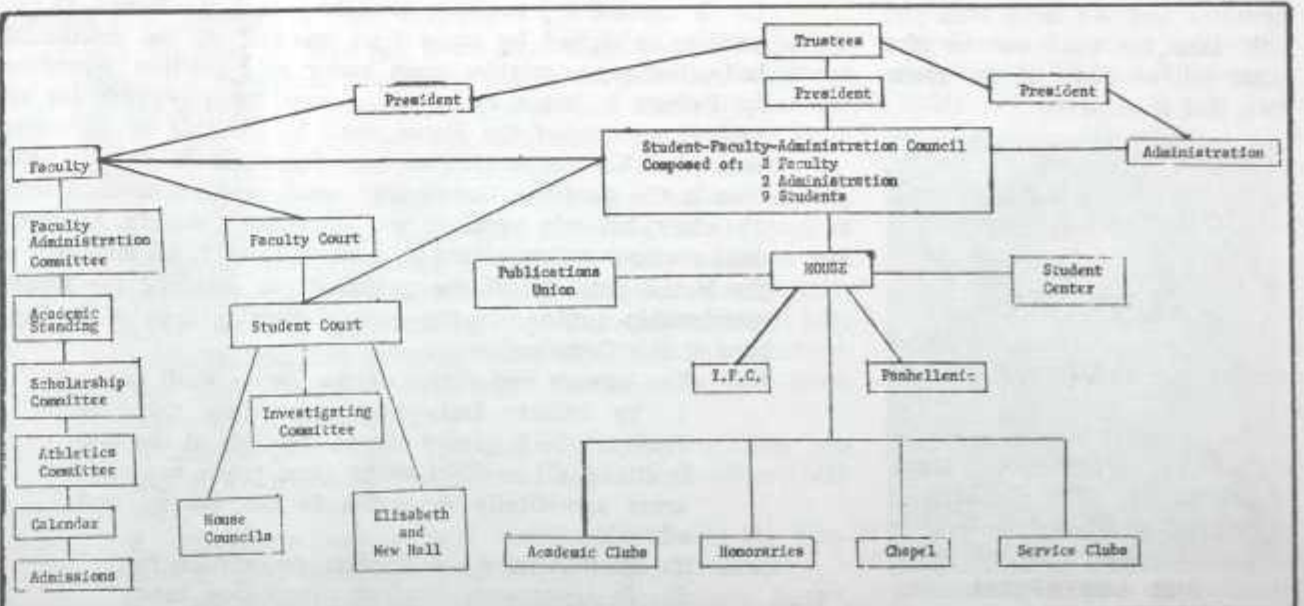 Trustees
President
President
President
Student-Faculty-Administration Council
Composed of: 3 Faculty
2 Administration
9 Students
Administration
Faculty
Faculty
Administration
Committee
Faculty Court
Publications
Union
HOUSE
Student
Center
Academic
Standing
Student Court
I.F.C.
Panhellenic
Scholarship
Committee
Investigating
Committee
Athletics
Committee
House
Councils
Elisabeth
and
New Hall
Calendar
Academic Clubs
Honoraries
Chapel
Service Clubs
Admissions